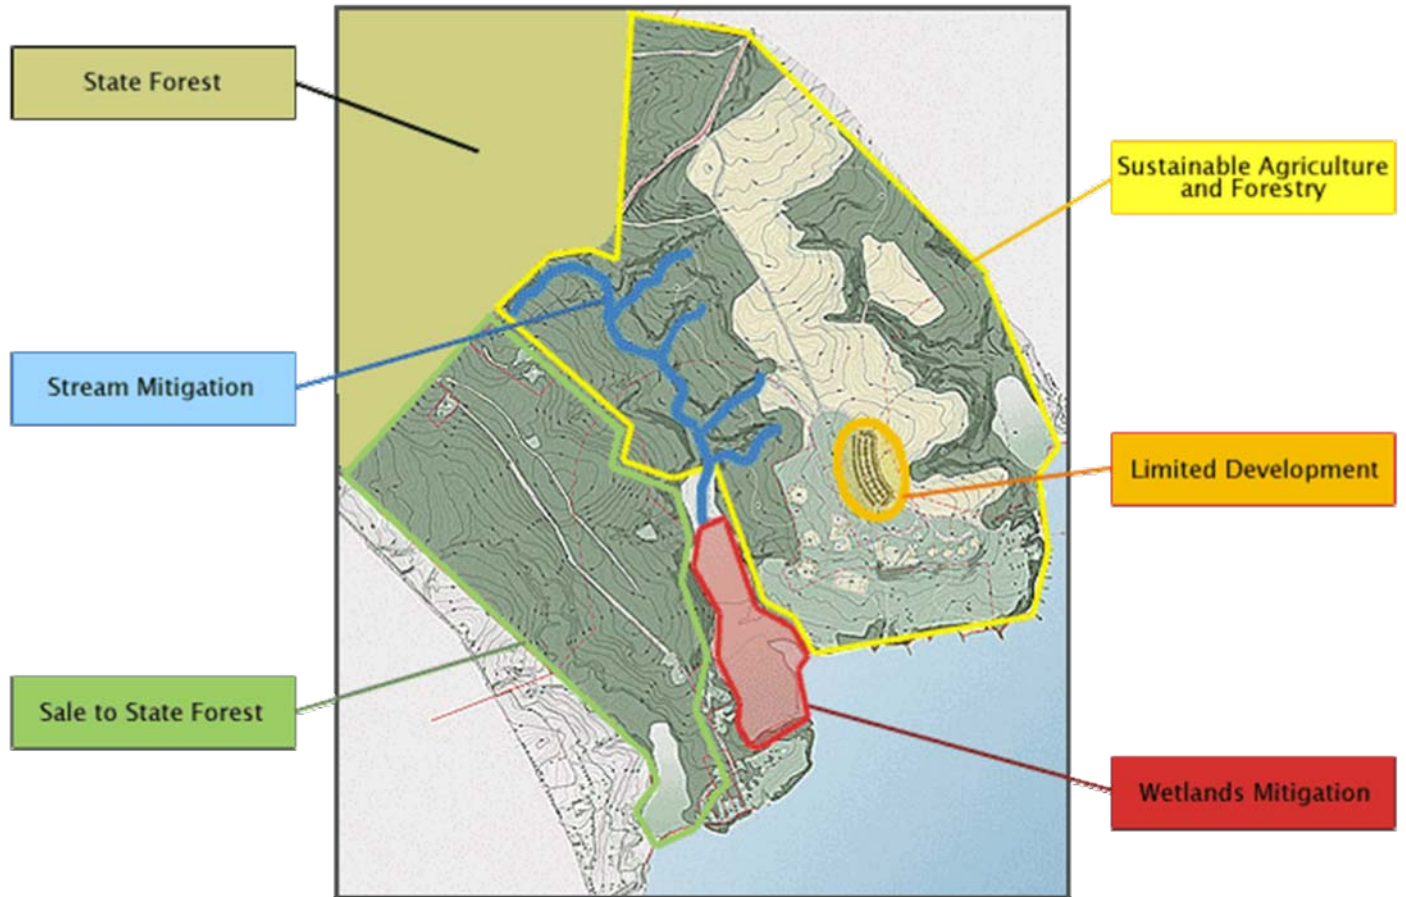 State Forest
Sustainable Agriculture
and Forestry
Stream Mitigation
Limited Development
Sale to State Forest
Wetlands Mitigation